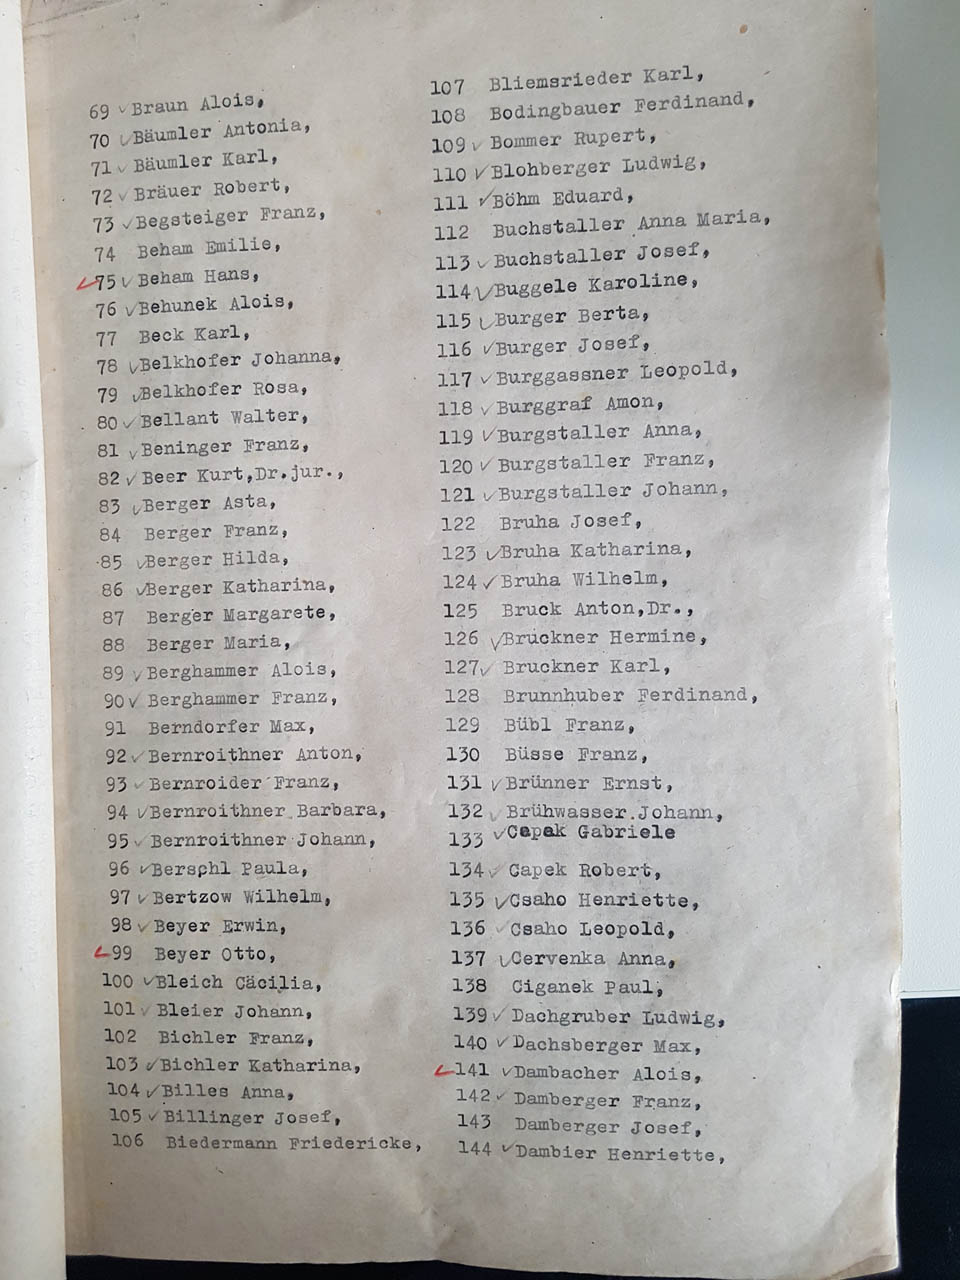 69 ✓ Braun Alois,
70 ✓ Bäumler Antonia,
71 ✓ Bäumler Karl,
72 ✓ Bräuer Robert,
73 ✓ Begsteiger Franz,
74 Beham Emilie,
✓ 75 ✓ Beham Hans,
76 ✓ Behunek Alois,
77 Beck Karl,
78 ✓ Belkhofer Johanna,
79 ✓ Belkhofer Rosa,
80 ✓ Bellant Walter,
81 ✓ Beninger Franz,
82 ✓ Beer Kurt,Dr.jur.,
83 ✓ Berger Asta,
84 Berger Franz,
85 ✓ Berger Hilda,
86 ✓ Berger Katharina,
87 Berger Margarete,
88 Berger Maria,
89 ✓ Berghammer Alois,
90 ✓ Berghammer Franz,
91 Berndorfer Max,
92 ✓ Bernroithner Anton,
93 ✓ Bernroider Franz,
94 ✓ Bernroithner Barbara,
95 ✓ Bernroithner Johann,
96 ✓ Berschl Paula,
97 ✓ Bertzow Wilhelm,
98 ✓ Beyer Erwin,
✓ 99 Beyer Otto,
100 ✓ Bleich Cäcilia,
101 ✓ Bleier Johann,
102 Bichler Franz,
103 ✓ Bichler Katharina,
104 ✓ Billes Anna,
105 ✓ Billinger Josef,
106 Biedermann Friedericke,
107 Bliemsrieder Karl,
108 Bodingbauer Ferdinand,
109 ✓ Bommer Rupert,
110 ✓ Blohberger Ludwig,
111 ✓ Böhm Eduard,
112 Buchstaller Anna Maria,
113 ✓ Buchstaller Josef,
114 ✓ Buggele Karoline,
115 ✓ Burger Berta,
116 ✓ Burger Josef,
117 ✓ Burggassner Leopold,
118 ✓ Burggraf Amon,
119 ✓ Burgstaller Anna,
120 ✓ Burgstaller Franz,
121 ✓ Burgstaller Johann,
122 Bruha Josef,
123 ✓ Bruha Katharina,
124 ✓ Bruha Wilhelm,
125 Bruck Anton,Dr.,
126 ✓ Bruckner Hermine,
127 ✓ Bruckner Karl,
128 Brunnhuber Ferdinand,
129 Bübl Franz,
130 Büsse Franz,
131 ✓ Brünner Ernst,
132 ✓ Brühwasser.Johann,
133 ✓ Capek Gabriele
134 ✓ Capek Robert,
135 ✓ Csaho Henriette,
136 ✓ Csaho Leopold,
137 ✓ Cervenka Anna,
138 Ciganek Paul,
139 ✓ Dachgruber Ludwig,
140 ✓ Dachsberger Max,
✓ 141 ✓ Dambacher Alois,
142 ✓ Damberger Franz,
143 Damberger Josef,
144 ✓ Dambier Henriette,